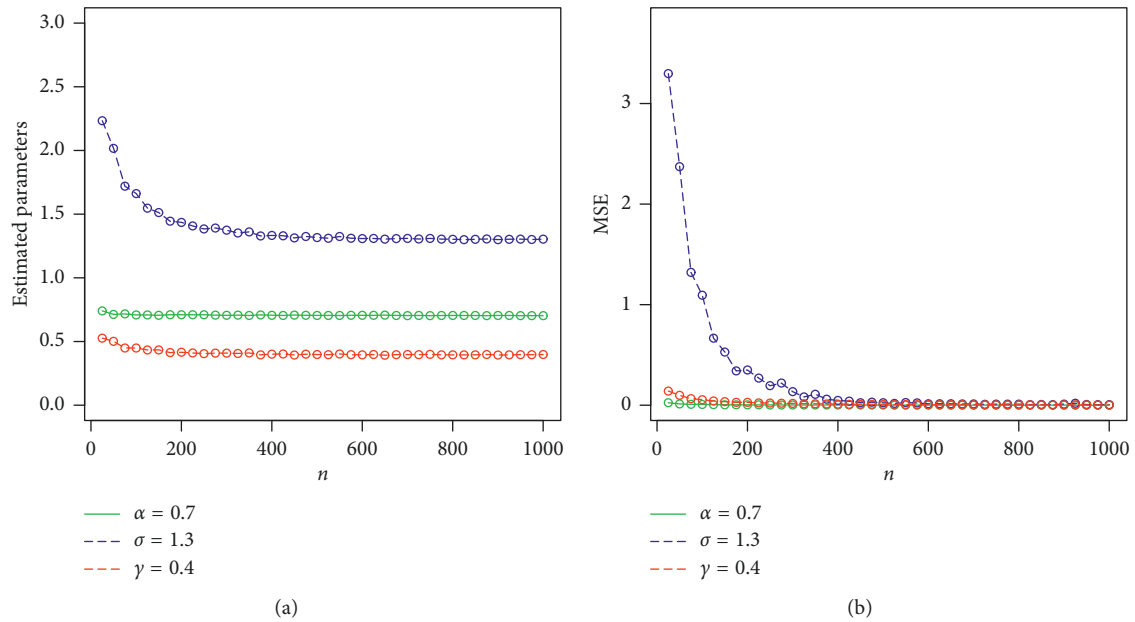 3.0
2.5
2.0
1.5
1.0
0.5
0.0
Estimated parameters
0 200 400 600 800 1000
n
α = 0.7
σ = 1.3
γ = 0.4
(a)
3
2
1
0
MSE
0 200 400 600 800 1000
n
α = 0.7
σ = 1.3
γ = 0.4
(b)